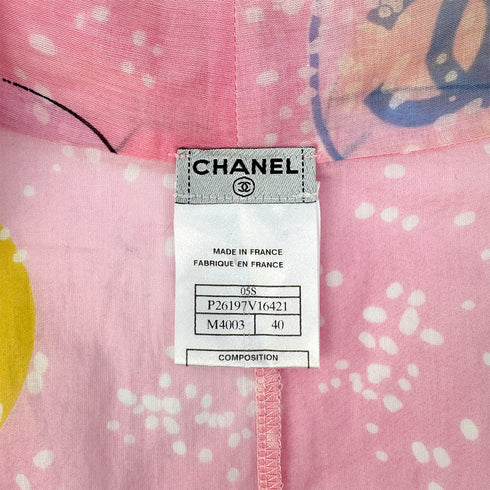 CHANEL
MADE IN FRANCE
FABRIQUE EN FRANCE
05S
P26197V16421
M4003 40
COMPOSITION